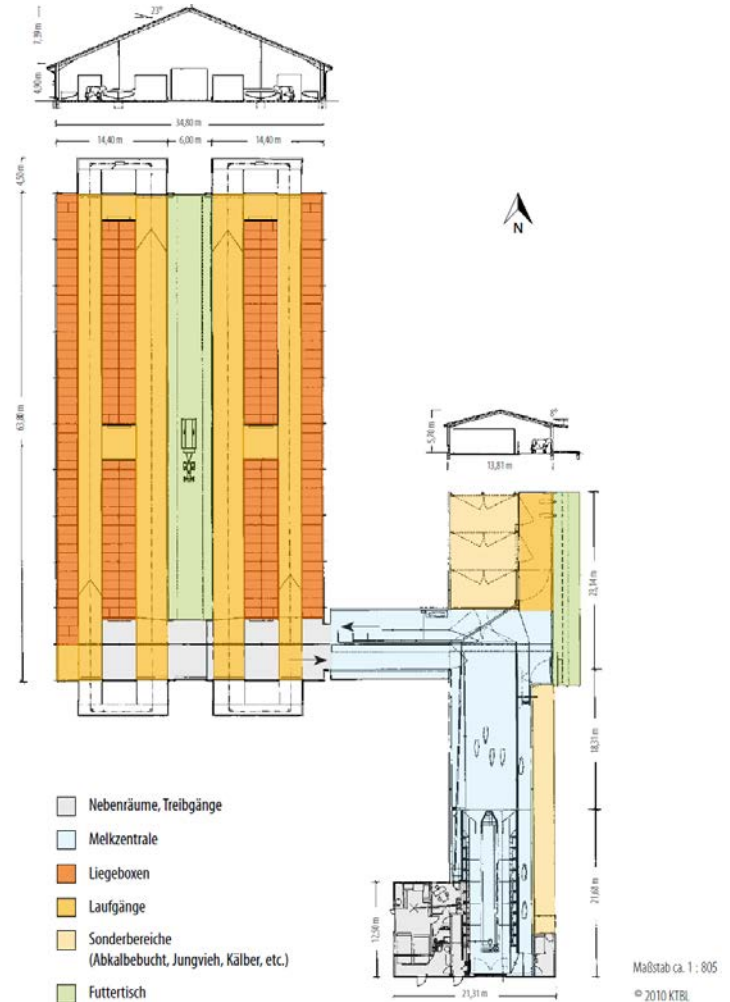 23°
7,39 m
4,90 m
34,80 m
14,40 m
6,00 m
14,40 m
4,50 m
63,80 m
N
8°
5,70 m
13,81 m
23,14 m
18,31 m
21,68 m
12,50 m
21,31 m
Nebenräume, Treibgänge
Melkzentrale
Liegeboxen
Laufgänge
Sonderbereiche
(Abkalbebucht, Jungvieh, Kälber, etc.)
Futtertisch
Maßstab ca. 1 : 805
© 2010 KTBL